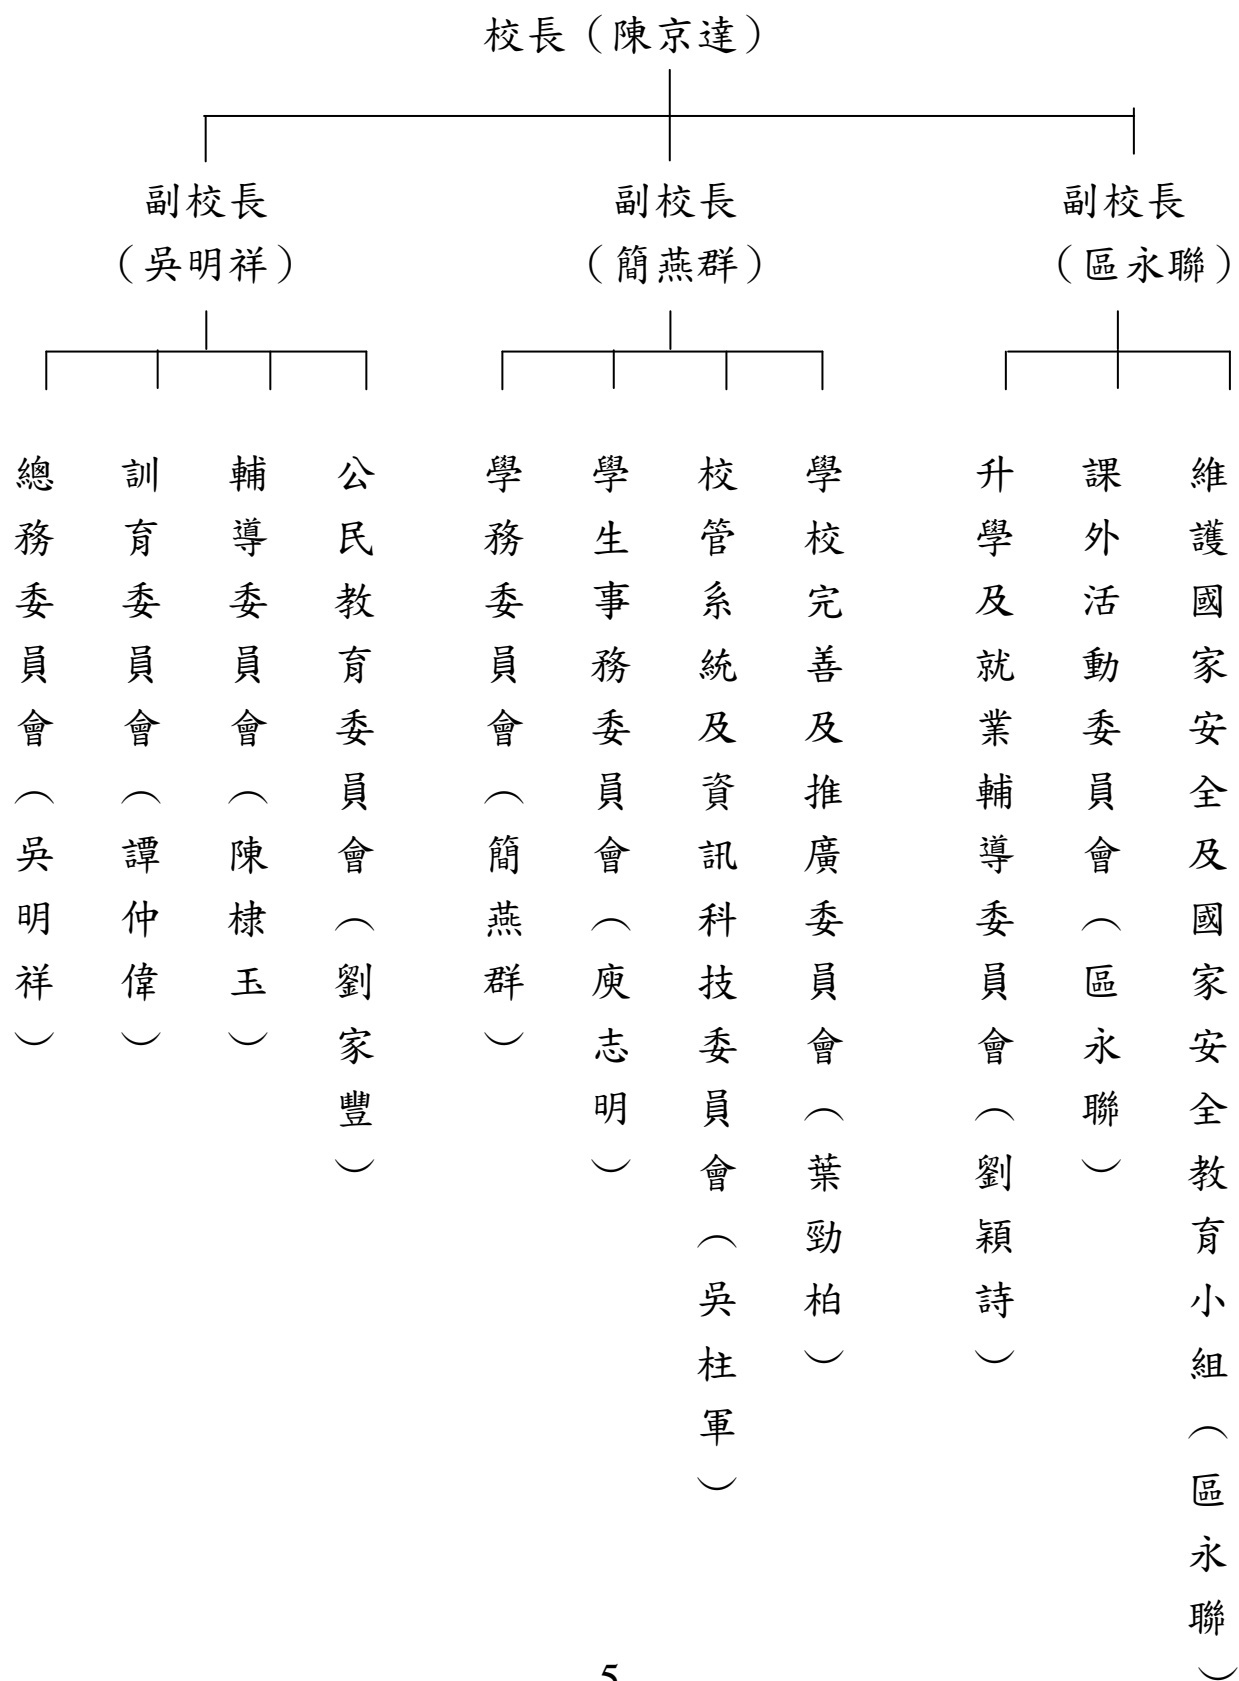 校長（陳京達）
副校長
（吳明祥）
副校長
（簡燕群）
副校長
（區永聯）
總務委員會（吳明祥）
訓育委員會（譚仲偉）
輔導委員會（陳棣玉）
公民教育委員會（劉家豐）
學務委員會（簡燕群）
學生事務委員會（庾志明）
校管系統及資訊科技委員會（吳柱軍）
學校完善及推廣委員會（葉勁柏）
升學及就業輔導委員會（劉穎詩）
課外活動委員會（區永聯）
維護國家安全及國家安全教育小組（區永聯）
5